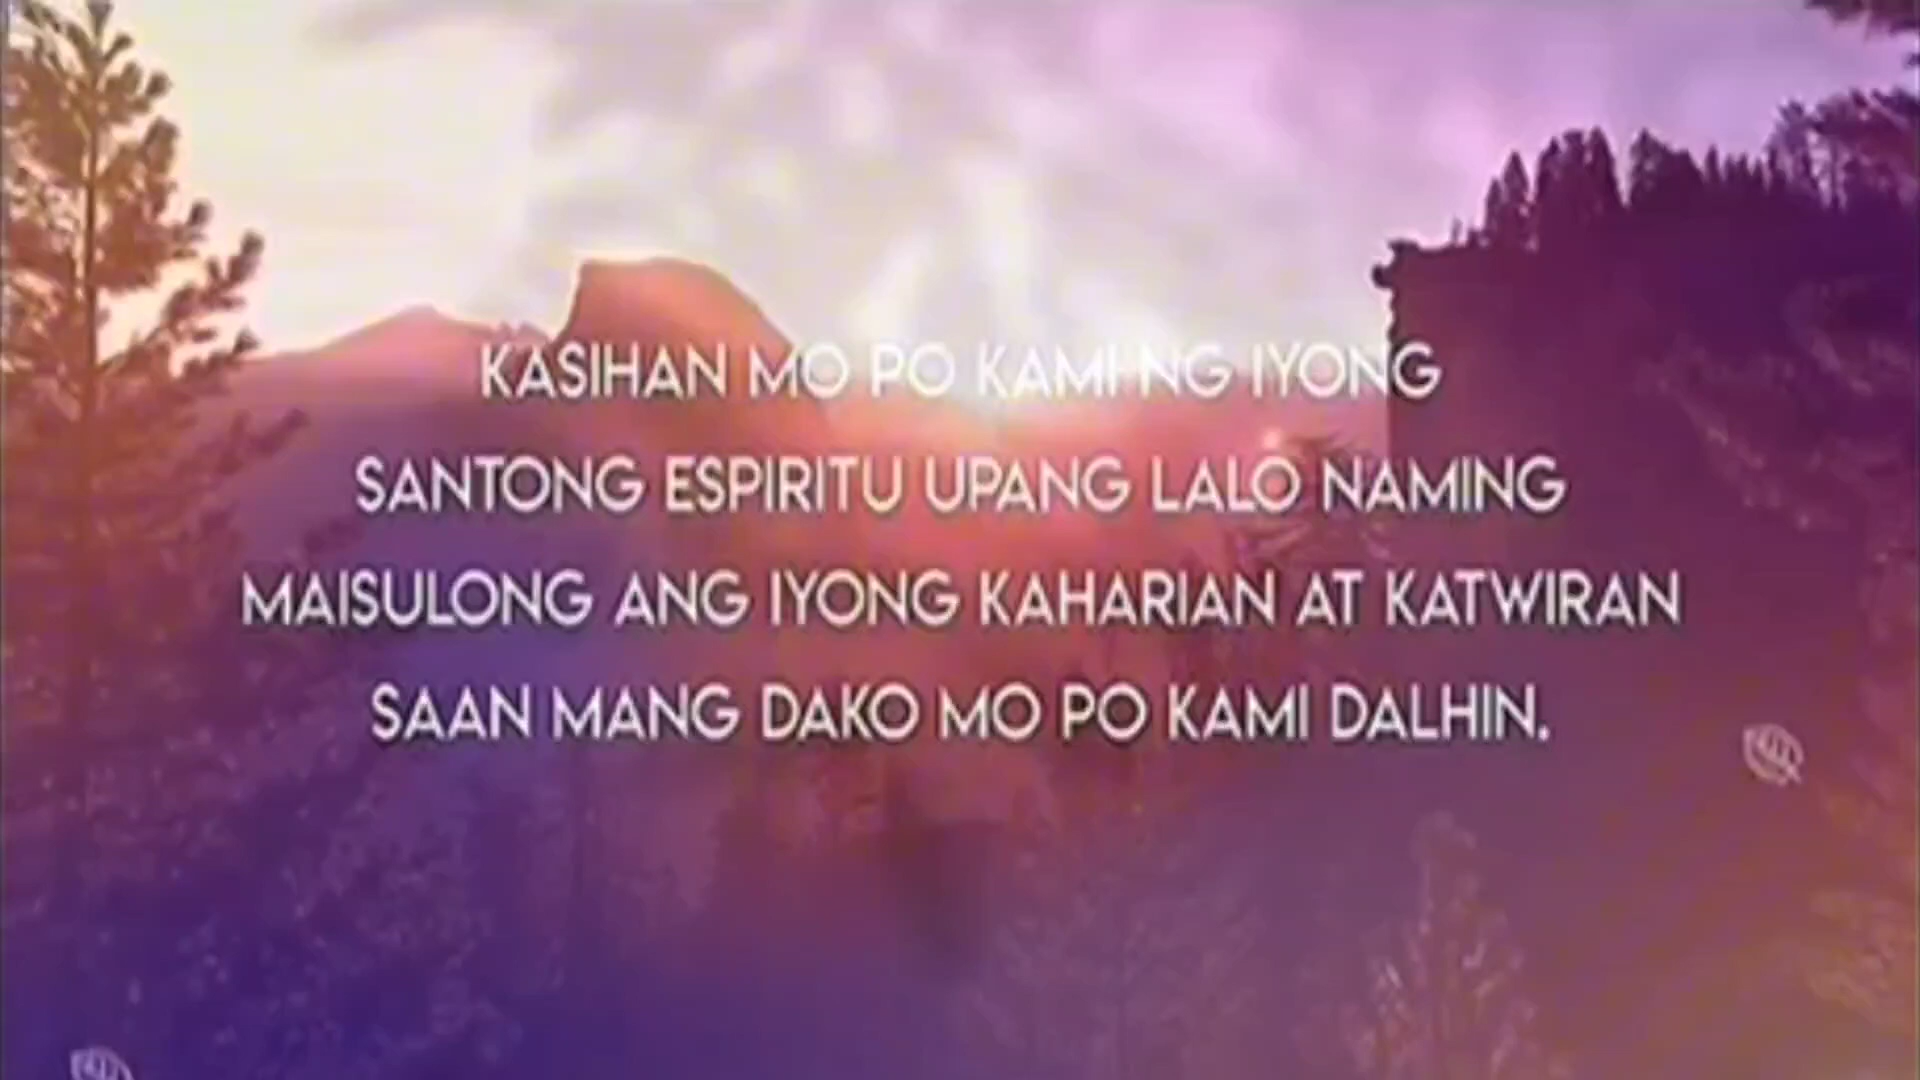 KASIHAN MO PO KAMI NG IYONG
SANTONG ESPIRITU UPANG LALO NAMING
MAISULONG ANG IYONG KAHARIAN AT KATWIRAN
SAAN MANG DAKO MO PO KAMI DALHIN.